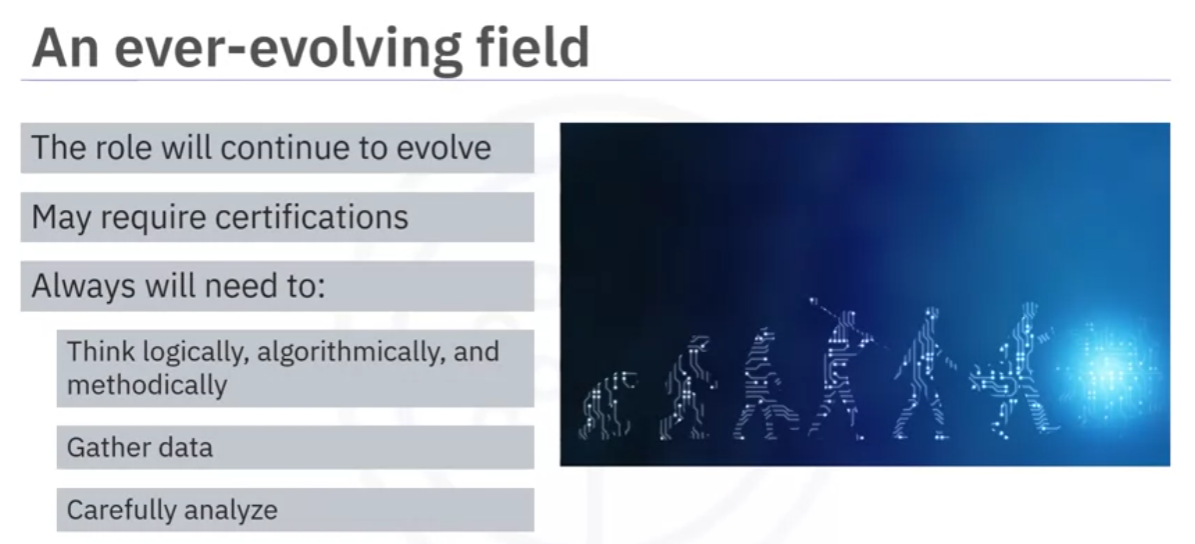 An ever-evolving field
The role will continue to evolve
May require certifications
Always will need to:
Think logically, algorithmically, and
methodically
Gather data
Carefully analyze